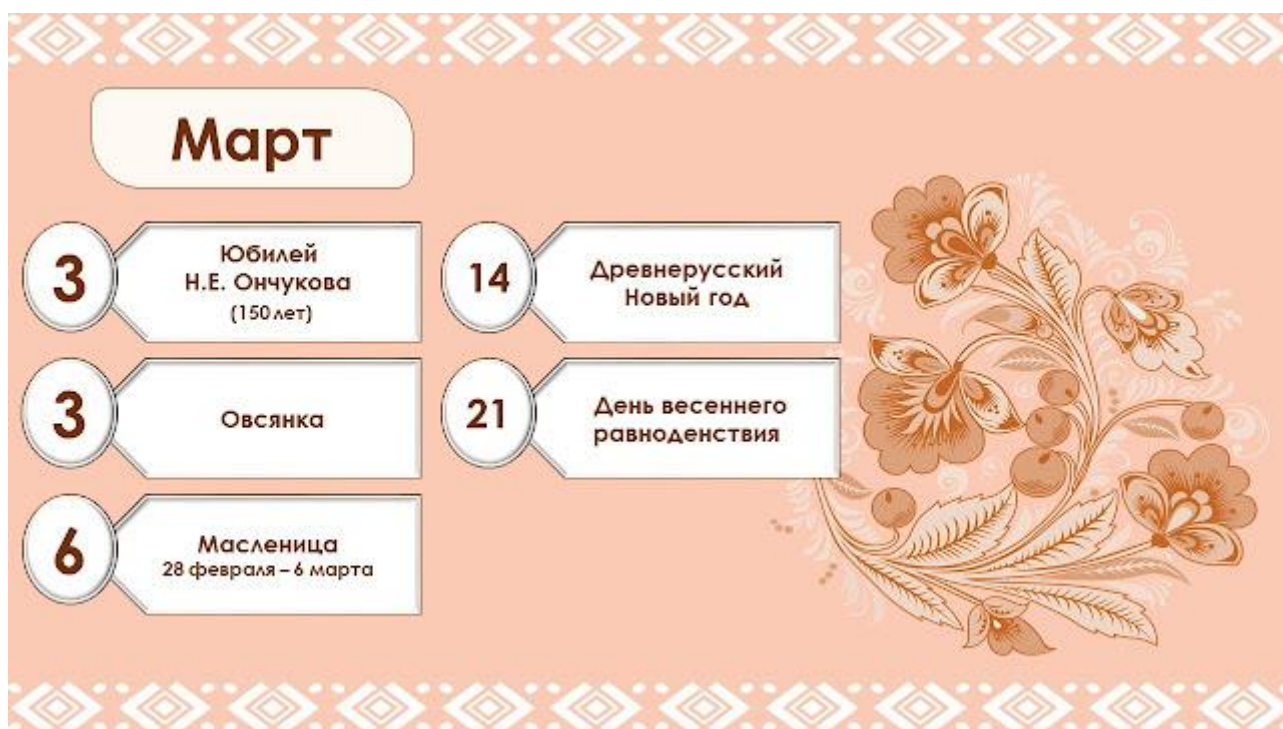 Март
3
Юбилей
Н.Е. Ончукова
(150 лет)
3
Овсянка
6
Масленица
28 февраля – 6 марта
14
Древнерусский
Новый год
21
День весеннего
равноденствия